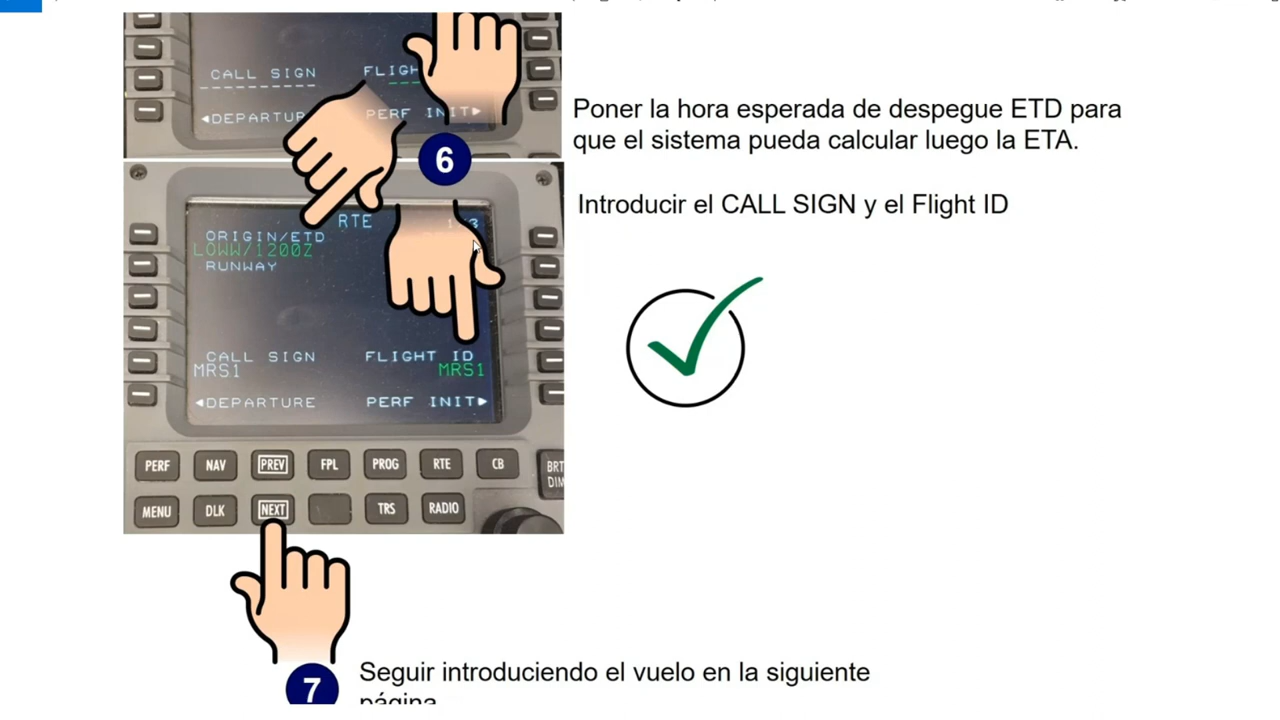 CALL SIGN
◄DEPARTUR
PERF INIT►
6
Poner la hora esperada de despegue ETD para
que el sistema pueda calcular luego la ETA.
Introducir el CALL SIGN y el Flight ID
RTE
ORIGIN/ETD
LOWW/1200Z
RUNWAY
CALL SIGN FLIGHT ID
MRS1 MRS1
◄DEPARTURE PERF INIT►
PERF NAV PREV FPL PROG RTE CB BRT
DIM
MENU DLK NEXT TRS RADIO
7
Seguir introduciendo el vuelo en la siguiente
página